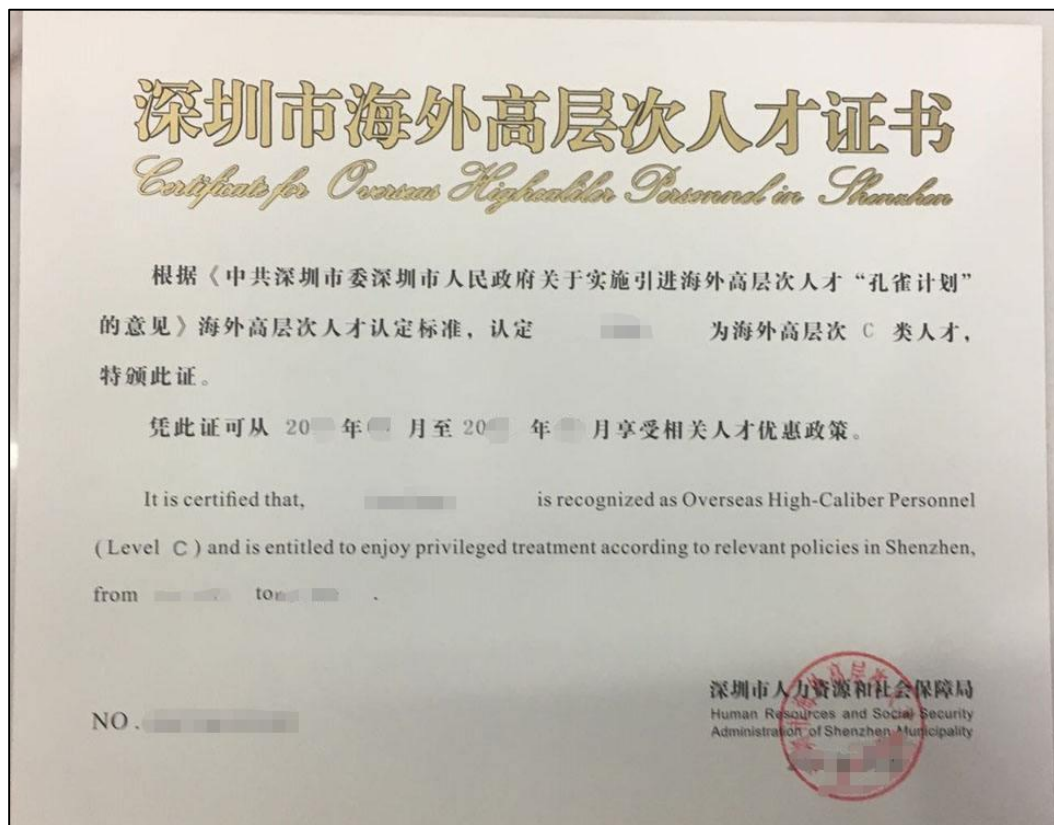 深圳市海外高层次人才证书
Certificate for Overseas Highcaliber Personnel in Shenzhen
根据《中共深圳市委深圳市人民政府关于实施引进海外高层次人才“孔雀计划”
的意见》海外高层次人才认定标准，认定 为海外高层次 C 类人才，
特颁此证。
凭此证可从 20 年 月至 20 年 月享受相关人才优惠政策。
It is certified that, is recognized as Overseas High-Caliber Personnel
(Level C) and is entitled to enjoy privileged treatment according to relevant policies in Shenzhen,
from to .
深圳市人力资源和社会保障局
Human Resources and Social Security
Administration of Shenzhen Municipality
NO.